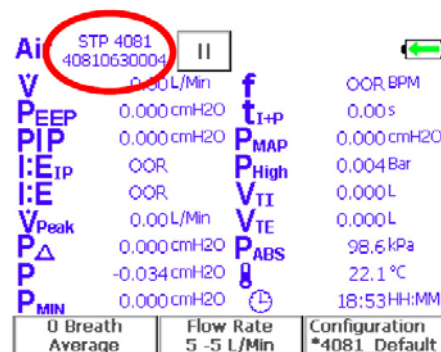 Air STP 4081 II
40810630004
V̇ 0.00 L/Min f OOR BPM
PEEP 0.000 cmH2O tI+P 0.00 s
PIP 0.000 cmH2O PMAP 0.000 cmH2O
I:EIP OOR PHigh 0.004 Bar
I:E OOR VTI 0.000 L
V̇Peak 0.00 L/Min VTE 0.000 L
P△ 0.000 cmH2O PABS 98.6 kPa
P -0.034 cmH2O 22.1 °C
PMIN 0.000 cmH2O 18:53 HH:MM
0 Breath Flow Rate Configuration
Average 5 -5 L/Min *4081 Default